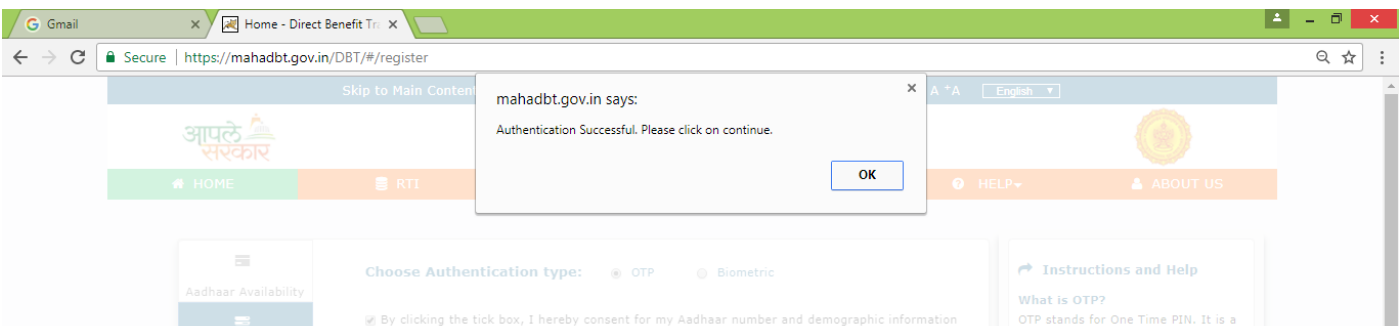 Gmail
Home - Direct Benefit Tr
Secure https://mahadbt.gov.in/DBT/#/register
Skip to Main Conten
A +A English
mahadbt.gov.in says:
Authentication Successful. Please click on continue.
OK
आपले
सरकार
HOME RTI HELP ABOUT US
Aadhaar Availability
Choose Authentication type: OTP Biometric
By clicking the tick box, I hereby consent for my Aadhaar number and demographic information
Instructions and Help
What is OTP?
OTP stands for One Time PIN. It is a